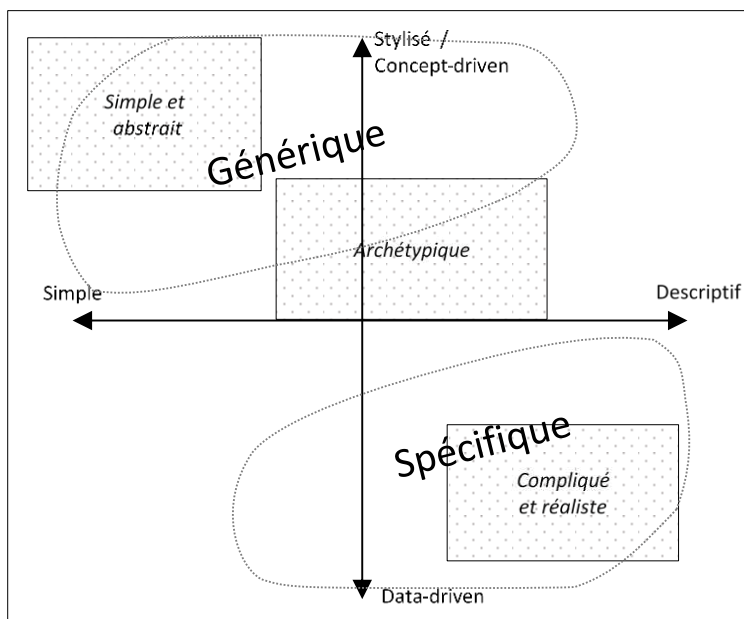 Stylisé /
Concept-driven
Simple et
abstrait
Générique
Archétypique
Simple
Descriptif
Spécifique
Compliqué
et réaliste
Data-driven